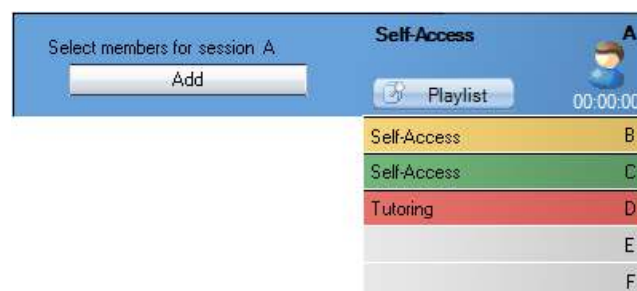 Select members for session A
Add
Self-Access A
Playlist
00:00:00
Self-Access B
Self-Access C
Tutoring D
E
F